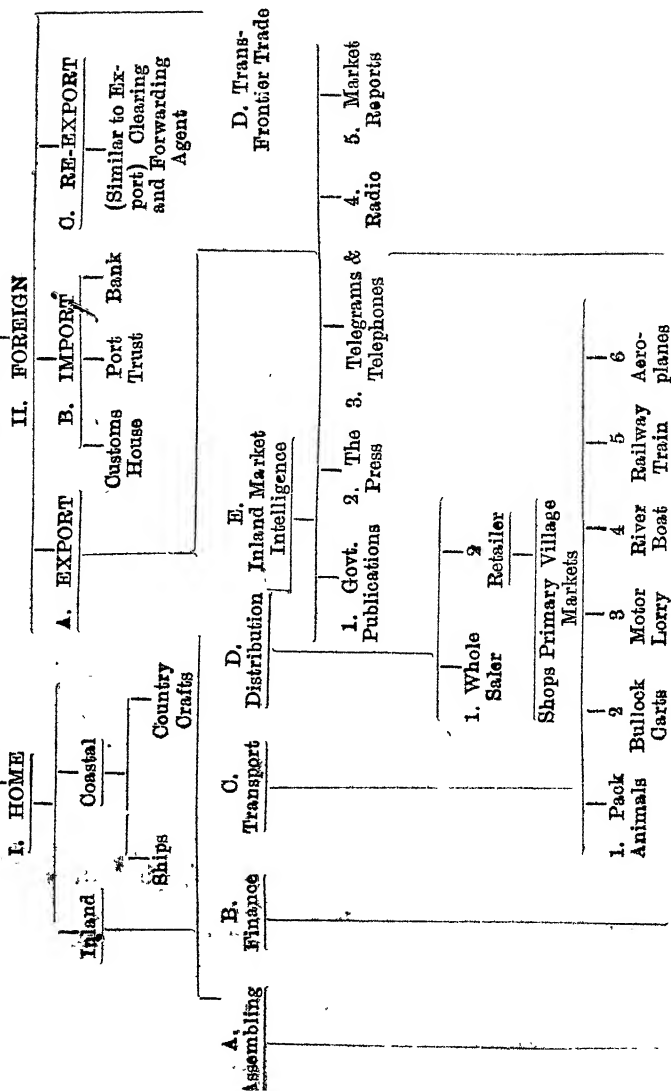 I. HOME
II. FOREIGN
Inland
Coastal
Ships
Country
Crafts
A. EXPORT
B. IMPORT
C. RE-EXPORT
Customs
House
Port
Trust
Bank
(Similar to Ex-
port) Clearing
and Forwarding
Agent
D. Trans-
Frontier Trade
A.
Assembling
B.
Finance
C.
Transport
D.
Distribution
E.
Inland Market
Intelligence
1. Govt.
Publications
2. The
Press
3. Telegrams &
Telephones
4.
Radio
5. Market
Reports
1. Whole
Saler
2
Retailer
Shops Primary Village
Markets
1. Pack
Animals
2
Bullock
Carts
3
Motor
Lorry
4
River
Boat
5
Railway
Train
6
Aero-
planes